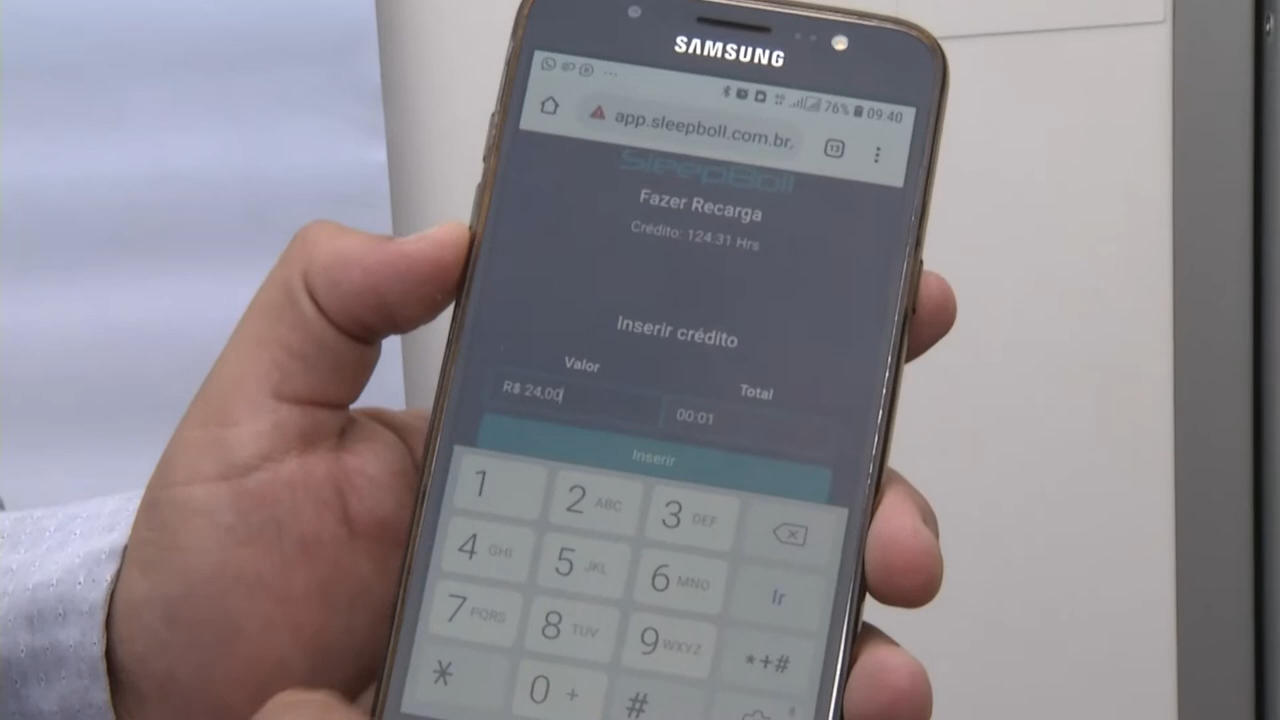 SAMSUNG
76% 09:40
app.sleepboll.com.br
13
SleepBoll
Fazer Recarga
Crédito: 124:31 Hrs
Inserir crédito
Valor
Total
R$ 24,00
00:01
Inserir
1
2 ABC
3 DEF
4 GHI
5 JKL
6 MNO
Ir
7 PQRS
8 TUV
9 WXYZ
*+#
*
0 +
#